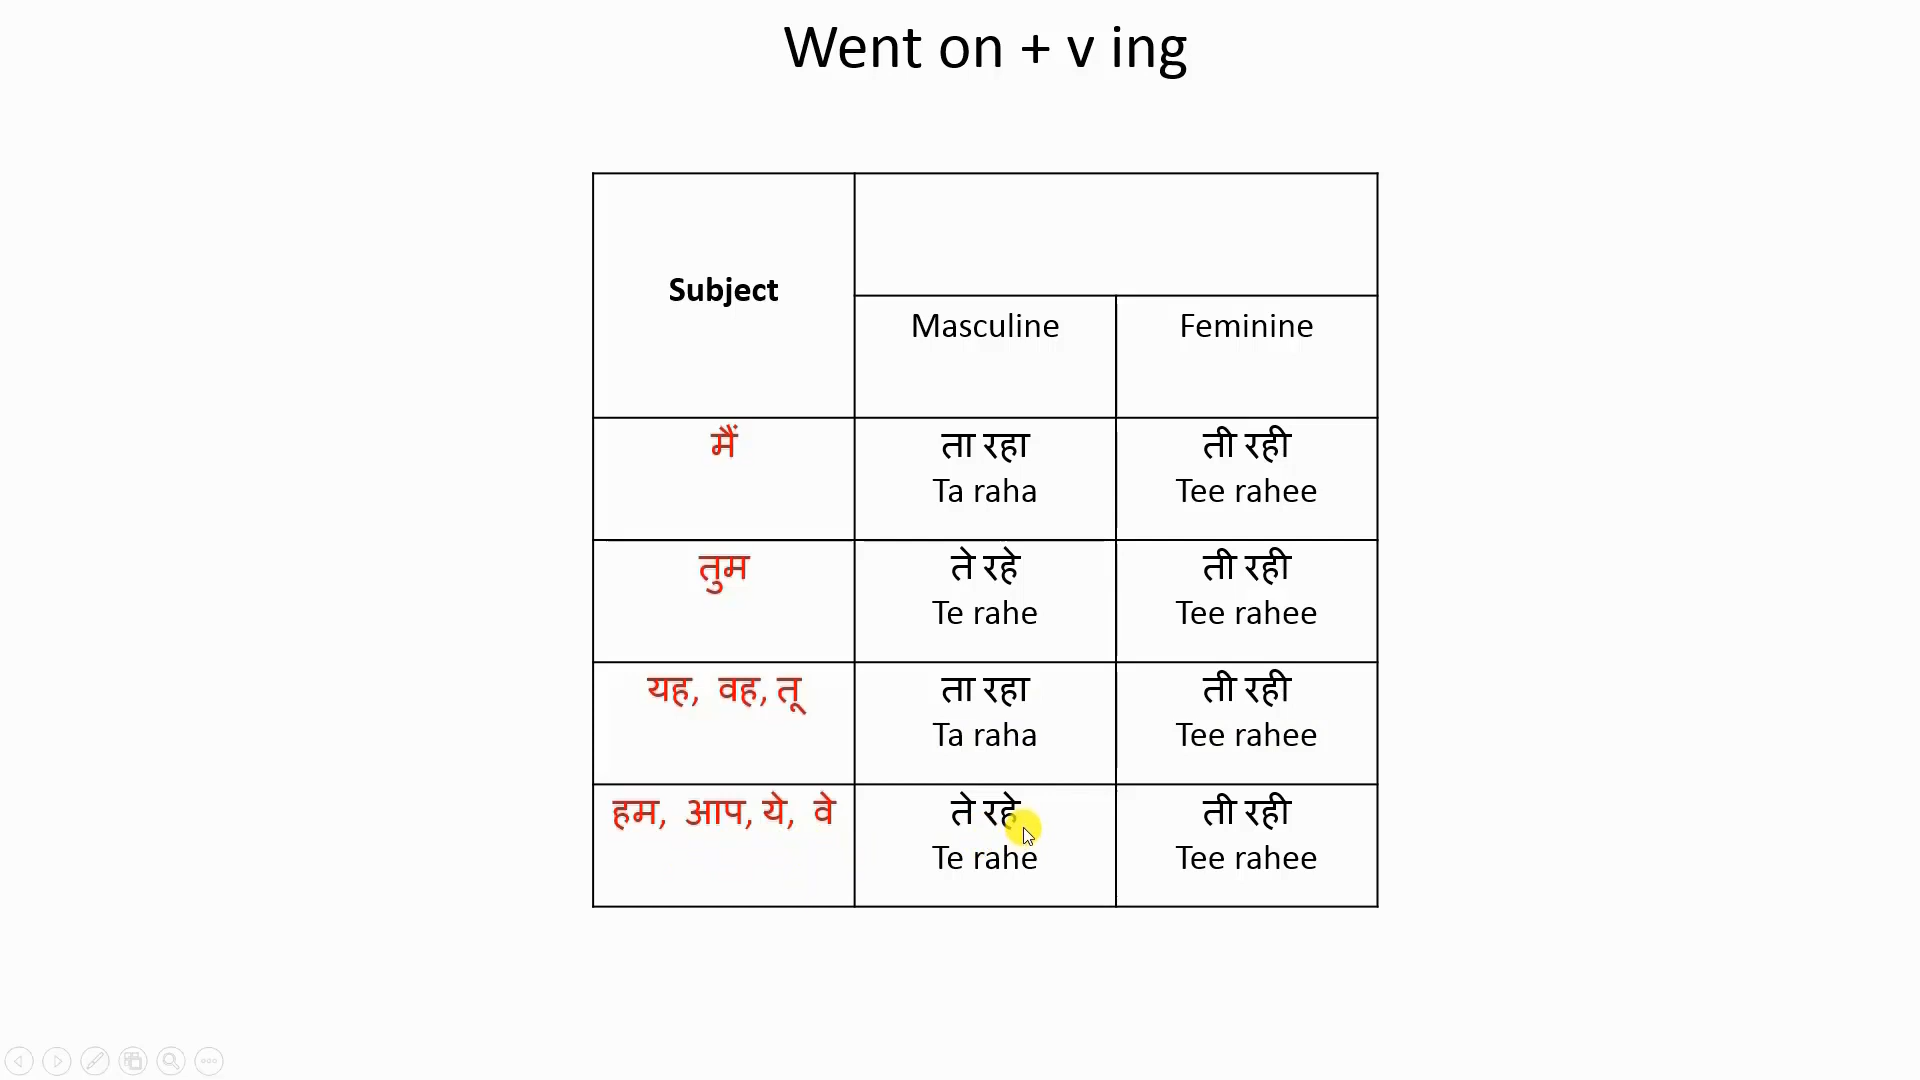 Went on + v ing
Subject
Masculine Feminine
मैं ता रहा ती रही
Ta raha Tee rahee
तुम ते रहे ती रही
Te rahe Tee rahee
यह, वह, तू ता रहा ती रही
Ta raha Tee rahee
हम, आप, ये, वे ते रहे ती रही
Te rahe Tee rahee